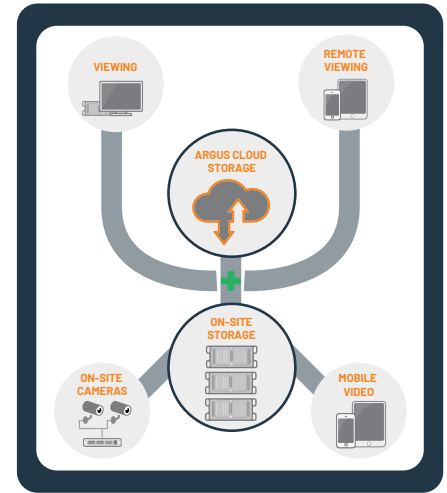 VIEWING
REMOTE
VIEWING
ARGUS CLOUD
STORAGE
ON-SITE
STORAGE
ON-SITE
CAMERAS
MOBILE
VIDEO